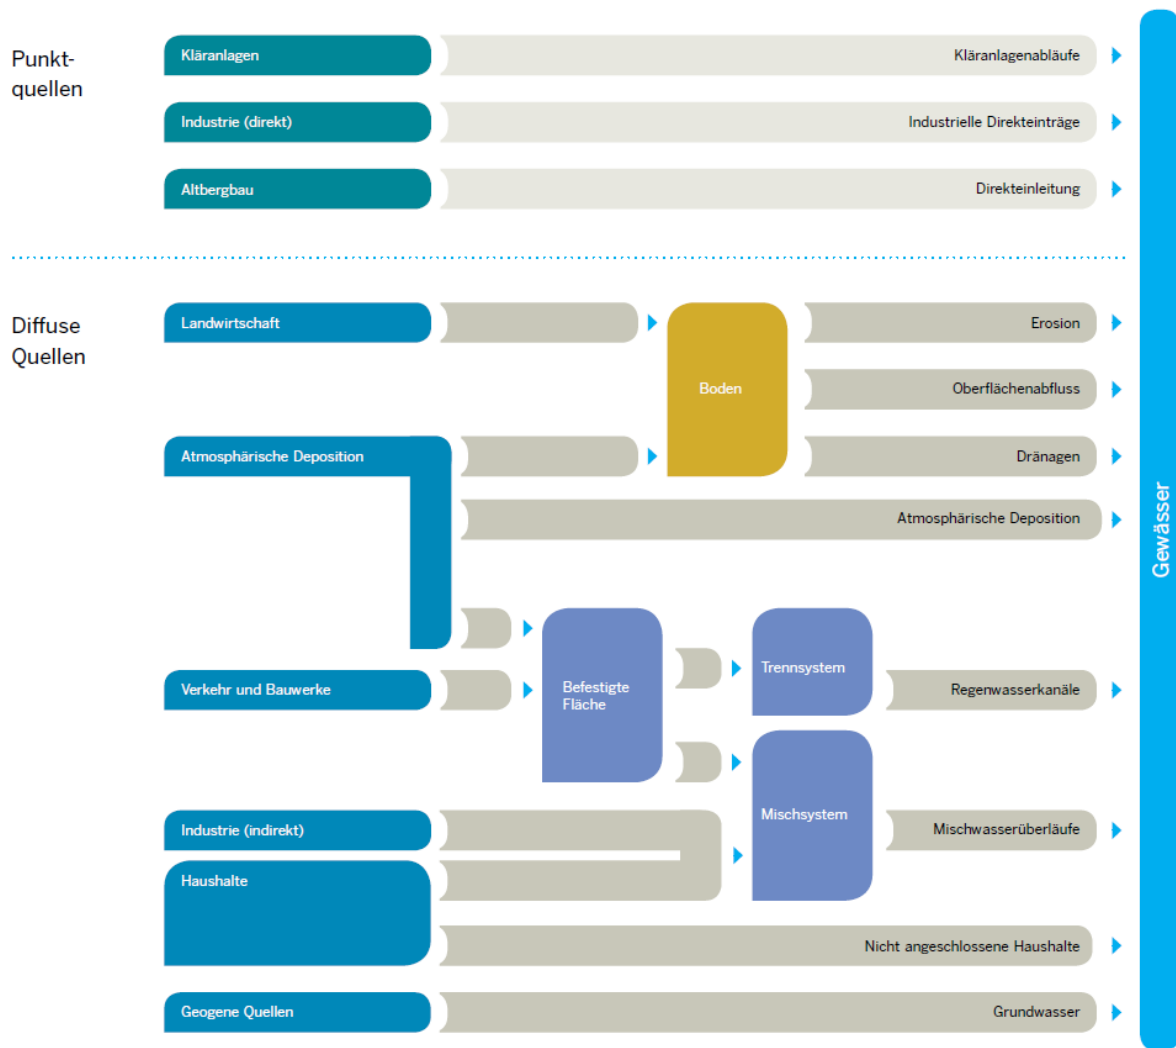 Punkt-
quellen
Kläranlagen
Kläranlagenabläufe
Industrie (direkt)
Industrielle Direkteinträge
Altbergbau
Direkteinleitung
Diffuse
Quellen
Landwirtschaft
Boden
Erosion
Oberflächenabfluss
Atmosphärische Deposition
Dränagen
Atmosphärische Deposition
Verkehr und Bauwerke
Befestigte
Fläche
Trennsystem
Regenwasserkanäle
Industrie (indirekt)
Mischsystem
Mischwasserüberläufe
Haushalte
Nicht angeschlossene Haushalte
Geogene Quellen
Grundwasser
Gewässer